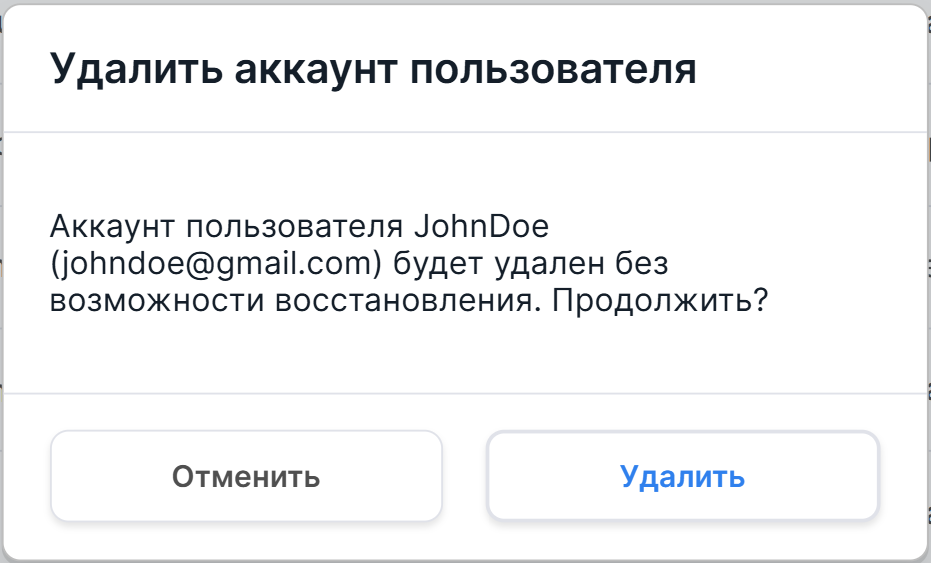 Удалить аккаунт пользователя
Аккаунт пользователя JohnDoe
(johndoe@gmail.com) будет удален без
возможности восстановления. Продолжить?
Отменить
Удалить